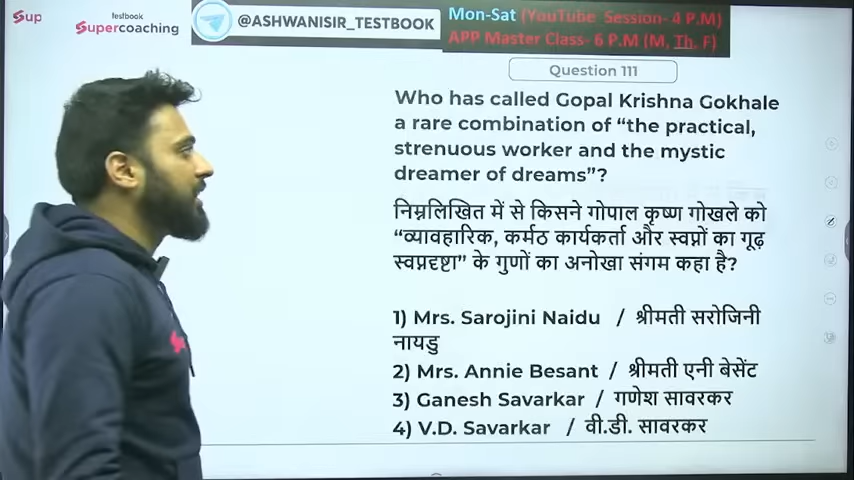 Sup
testbook
Supercoaching
@ASHWANISIR_TESTBOOK
Mon-Sat (YouTube Session- 4 P.M)
APP Master Class- 6 P.M (M, Th. F)
Question 111
Who has called Gopal Krishna Gokhale
a rare combination of “the practical,
strenuous worker and the mystic
dreamer of dreams”?
निम्नलिखित में से किसने गोपाल कृष्ण गोखले को
“व्यावहारिक, कर्मठ कार्यकर्ता और स्वप्नों का गूढ़
स्वप्नदृष्टा” के गुणों का अनोखा संगम कहा है?
1) Mrs. Sarojini Naidu / श्रीमती सरोजिनी
नायडु
2) Mrs. Annie Besant / श्रीमती एनी बेसेंट
3) Ganesh Savarkar / गणेश सावरकर
4) V.D. Savarkar / वी.डी. सावरकर